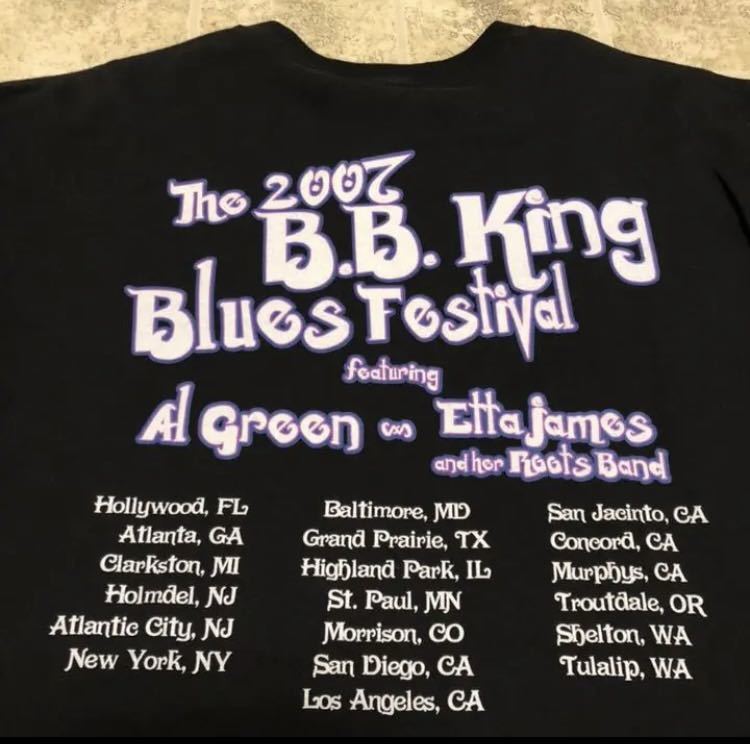 The 2007
B.B. King
Blues Festival
featuring
Al Green ∞ Etta James
and her Roots Band
Hollywood, FL
Atlanta, GA
Clarkston, MI
Holmdel, NJ
Atlantic City, NJ
New York, NY
Baltimore, MD
Grand Prairie, TX
Highland Park, IL
St. Paul, MN
Morrison, CO
San Diego, CA
Los Angeles, CA
San Jacinto, CA
Concord, CA
Murphys, CA
Troutdale, OR
Shelton, WA
Tulalip, WA